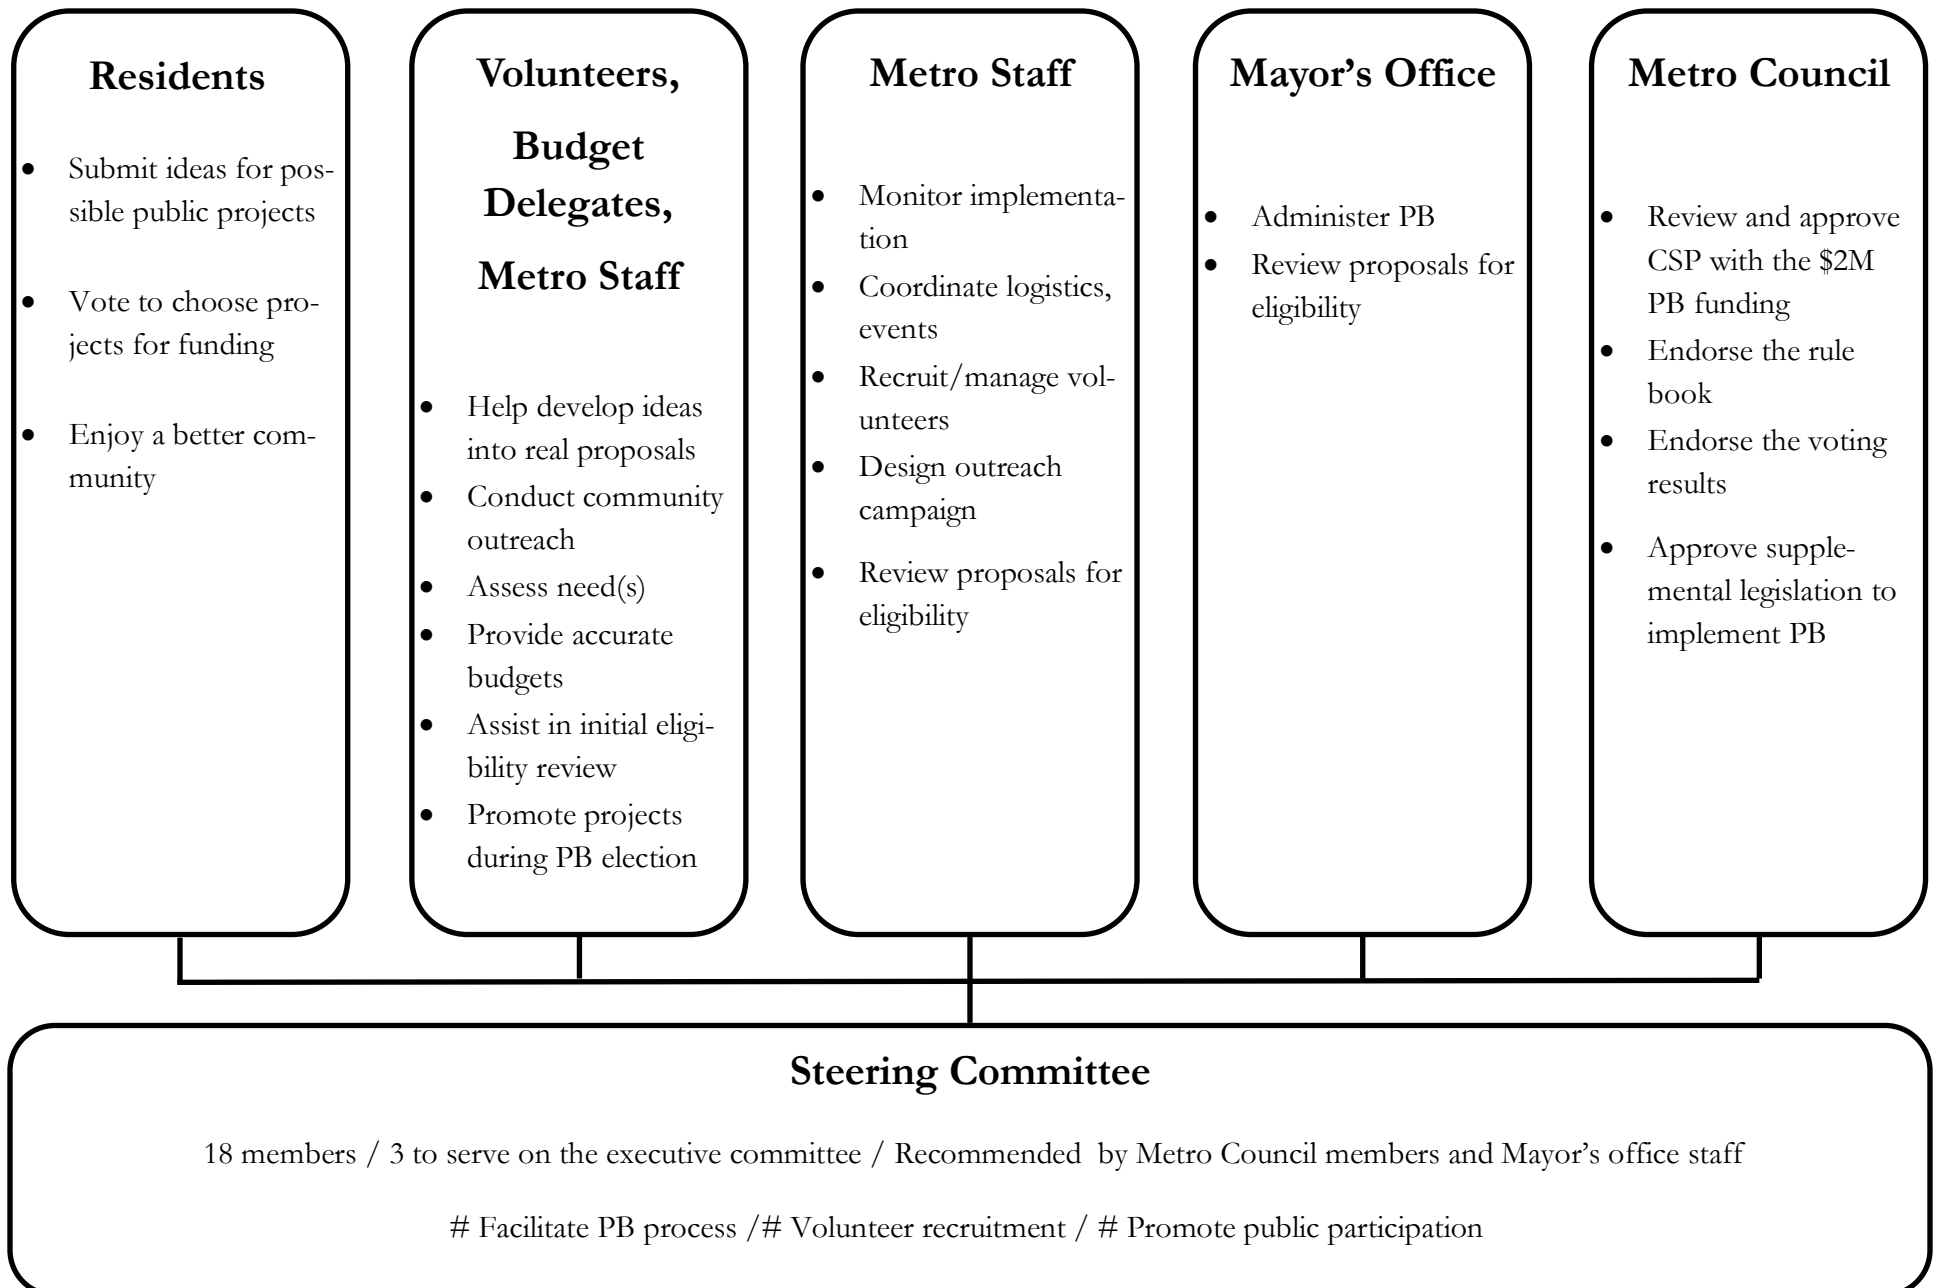 Residents
• Submit ideas for pos-
sible public projects
• Vote to choose pro-
jects for funding
• Enjoy a better com-
munity
Volunteers,
Budget
Delegates,
Metro Staff
• Help develop ideas
into real proposals
• Conduct community
outreach
• Assess need(s)
• Provide accurate
budgets
• Assist in initial eligi-
bility review
• Promote projects
during PB election
Metro Staff
• Monitor implementa-
tion
• Coordinate logistics,
events
• Recruit/manage vol-
unteers
• Design outreach
campaign
• Review proposals for
eligibility
Mayor’s Office
• Administer PB
• Review proposals for
eligibility
Metro Council
• Review and approve
CSP with the $2M
PB funding
• Endorse the rule
book
• Endorse the voting
results
• Approve supple-
mental legislation to
implement PB
Steering Committee
18 members / 3 to serve on the executive committee / Recommended  by Metro Council members and Mayor’s office staff
# Facilitate PB process /# Volunteer recruitment / # Promote public participation